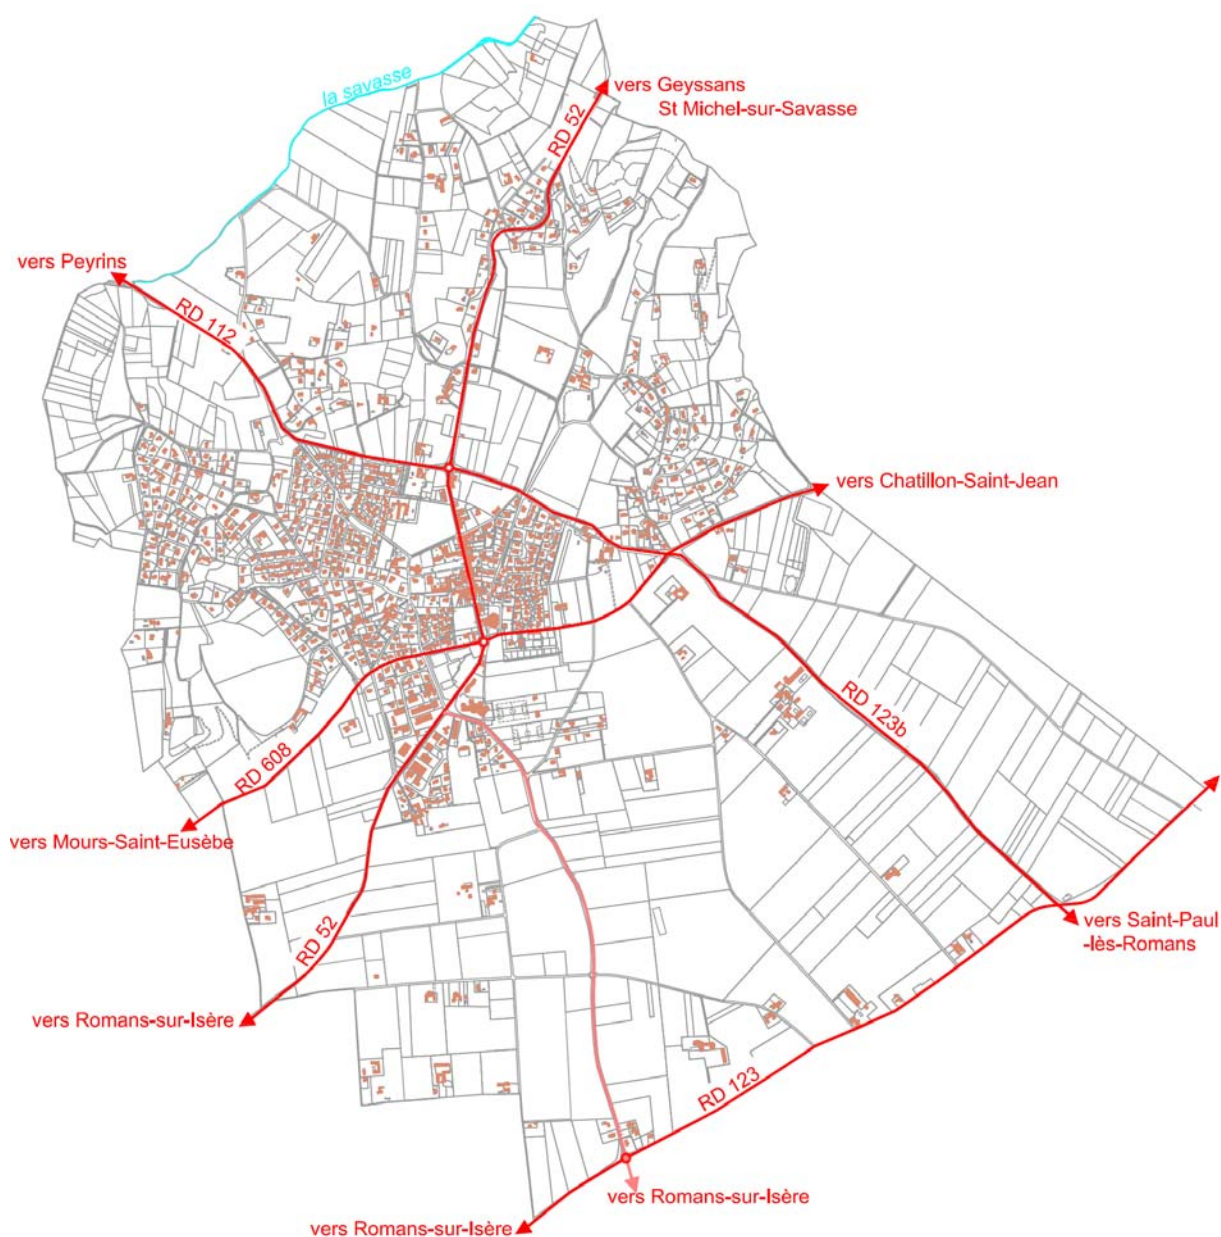 la savasse
vers Geyssans
St Michel-sur-Savasse
RD 52
vers Peyrins
RD 112
vers Chatillon-Saint-Jean
RD 123b
RD 608
vers Mours-Saint-Eusèbe
vers Saint-Paul
-lès-Romans
RD 52
vers Romans-sur-Isère
RD 123
vers Romans-sur-Isère
vers Romans-sur-Isère